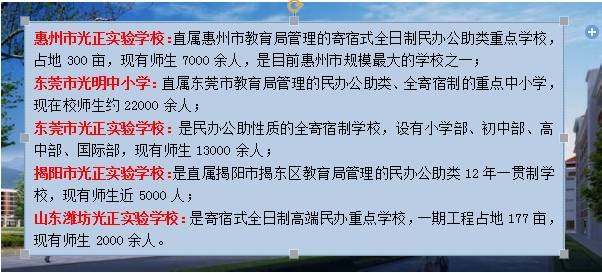 惠州市光正实验学校:直属惠州市教育局管理的寄宿式全日制民办公助类重点学校，
占地 300 亩，现有师生 7000 余人，是目前惠州市规模最大的学校之一；
东莞市光明中小学：直属东莞市教育局管理的民办公助类、全寄宿制的重点中小学，
现在校师生约 22000 余人；
东莞市光正实验学校：是民办公助性质的全寄宿制学校，设有小学部、初中部、高
中部、国际部，现有师生 13000 余人；
揭阳市光正实验学校:是直属揭阳市揭东区教育局管理的民办公助类 12 年一贯制学
校，现有师生近 5000 人；
山东潍坊光正实验学校：是寄宿式全日制高端民办重点学校，一期工程占地 177 亩，
现有师生 2000 余人。